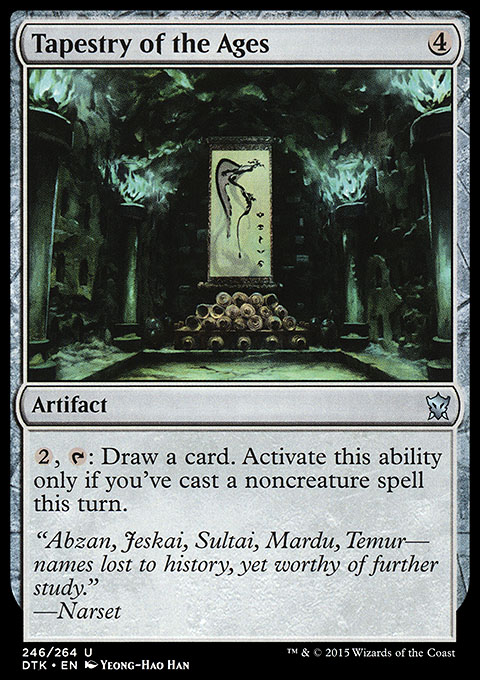 Tapestry of the Ages 4
Artifact
2, T: Draw a card. Activate this ability
only if you’ve cast a noncreature spell
this turn.
“Abzan, Jeskai, Sultai, Mardu, Temur—
names lost to history, yet worthy of further
study.”
—Narset
246/264 U
DTK • EN Yeong-Hao Han
™ & © 2015 Wizards of the Coast